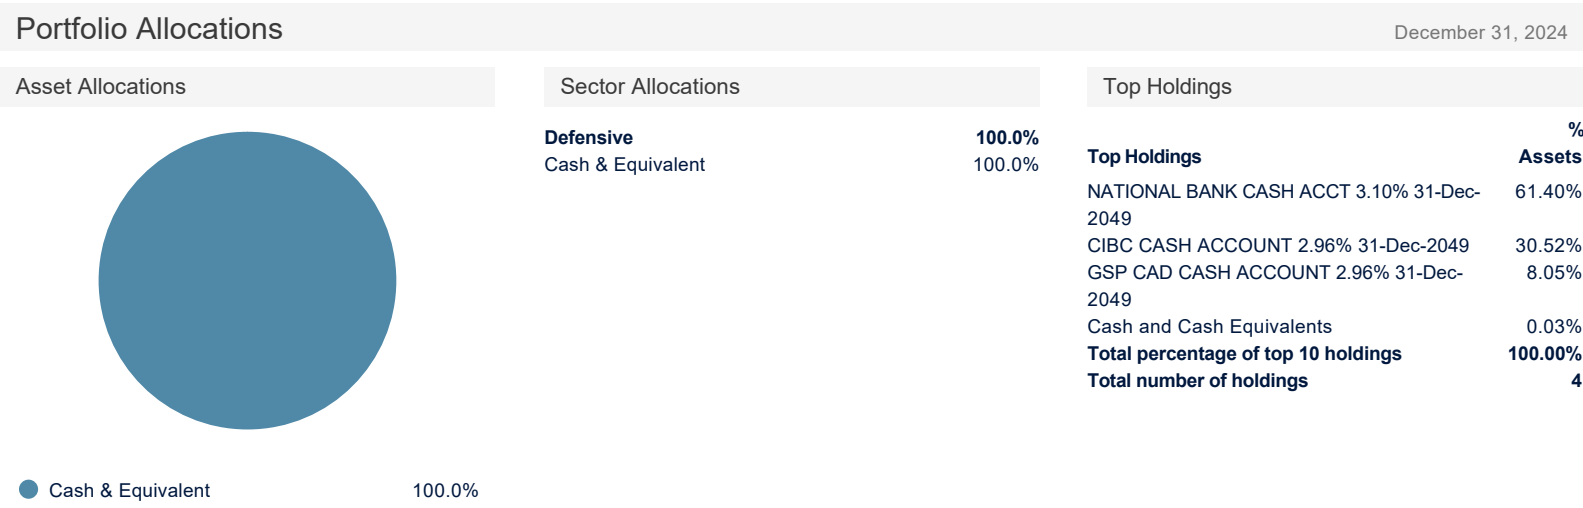 Portfolio Allocations
December 31, 2024
Asset Allocations
Cash & Equivalent 100.0%
Sector Allocations
Defensive 100.0%
Cash & Equivalent 100.0%
Top Holdings
%
Top Holdings Assets
NATIONAL BANK CASH ACCT 3.10% 31-Dec- 61.40%
2049
CIBC CASH ACCOUNT 2.96% 31-Dec-2049 30.52%
GSP CAD CASH ACCOUNT 2.96% 31-Dec- 8.05%
2049
Cash and Cash Equivalents 0.03%
Total percentage of top 10 holdings 100.00%
Total number of holdings 4